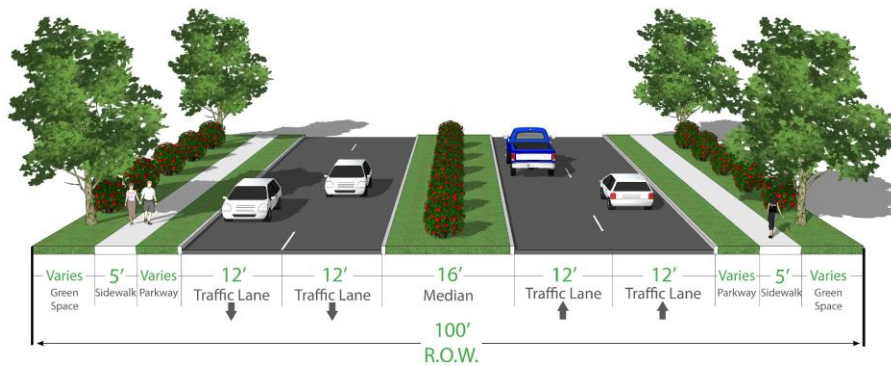 Varies 5' Varies 12' 12' 16' 12' 12' Varies 5' Varies
Green Space Sidewalk Parkway Traffic Lane Traffic Lane Median Traffic Lane Traffic Lane Parkway Sidewalk Green Space
100'
R.O.W.